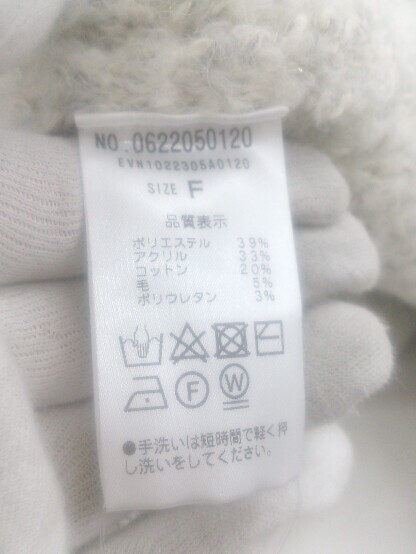 NO.0622050120
EVN1022305A0120
SIZE F
品質表示
ポリエステル 39%
アクリル 33%
コットン 20%
毛 5%
ポリウレタン 3%
F W
●手洗いは短時間で軽く押
し洗いをしてください。